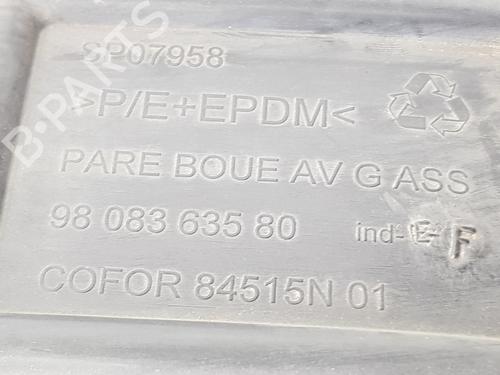 SP07958
>P/E+EPDM<
PARE BOUE AV G ASS
98 083 635 80 ind- E- F
COFOR 84515N 01
B-PARTS